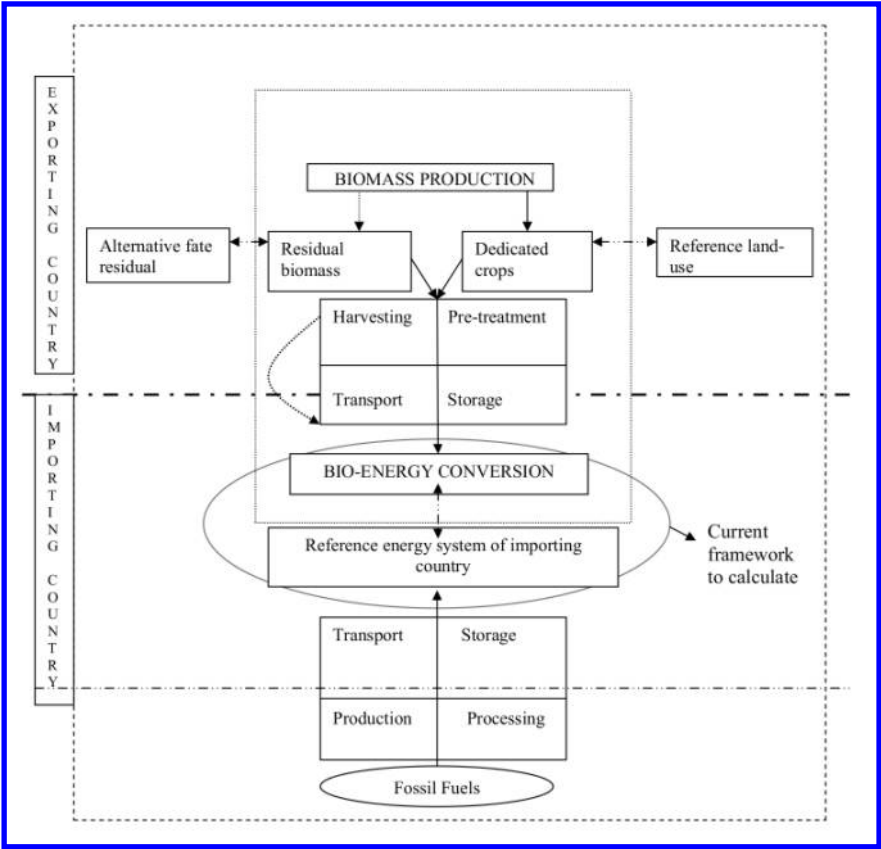 EXPORTING COUNTRY
BIOMASS PRODUCTION
Alternative fate
residual
Residual
biomass
Dedicated
crops
Reference land-
use
Harvesting
Pre-treatment
Transport
Storage
IMPORTING COUNTRY
BIO-ENERGY CONVERSION
Reference energy system of importing
country
Current
framework
to calculate
Transport
Storage
Production
Processing
Fossil Fuels